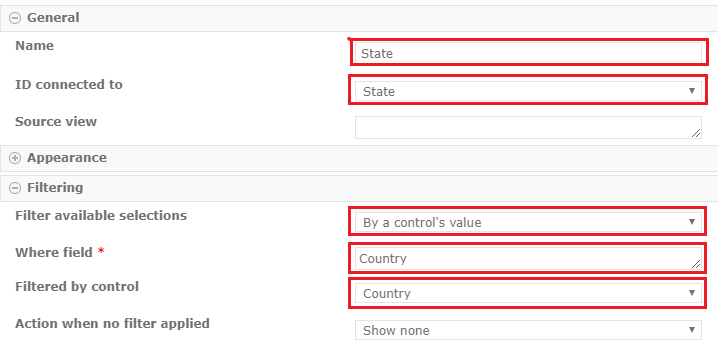 General
Name
State
ID connected to
State
Source view
Appearance
Filtering
Filter available selections
By a control's value
Where field *
Country
Filtered by control
Country
Action when no filter applied
Show none